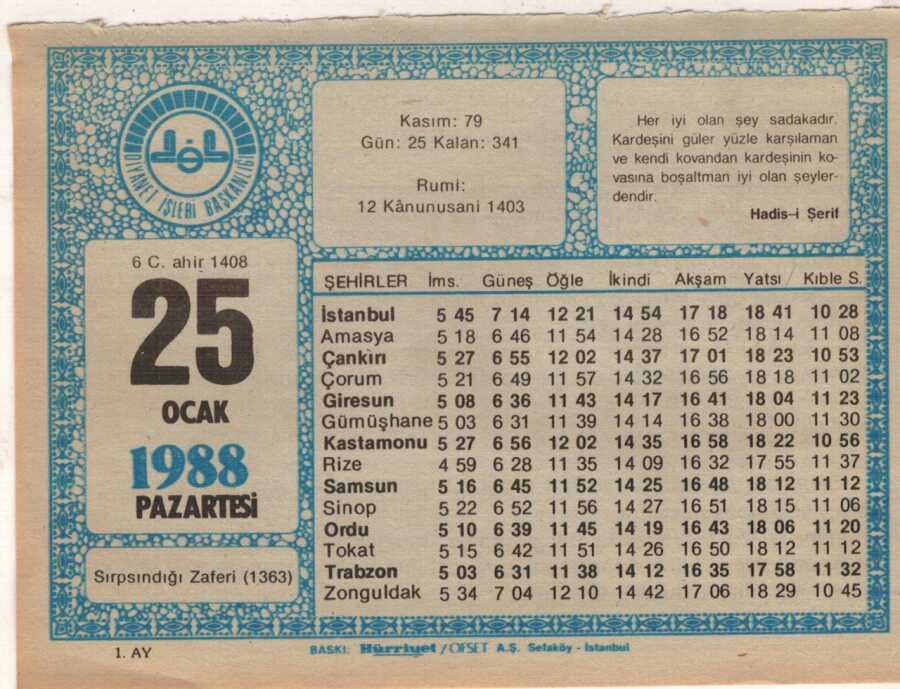 DİYANET İŞLERİ BAŞKANLIĞI
Kasım: 79
Gün: 25 Kalan: 341
Rumi:
12 Kânunusani 1403
Her iyi olan şey sadakadır.
Kardeşini güler yüzle karşılaman
ve kendi kovandan kardeşinin ko-
vasına boşaltman iyi olan şeyler-
dendir.
Hadis-i Şerif
6 C. ahir 1408
25
OCAK
1988
PAZARTESİ
Sırpsındığı Zaferi (1363)
ŞEHİRLER İms. Güneş Öğle İkindi Akşam Yatsı Kıble S.
İstanbul 5 45 7 14 12 21 14 54 17 18 18 41 10 28
Amasya 5 18 6 46 11 54 14 28 16 52 18 14 11 08
Çankırı 5 27 6 55 12 02 14 37 17 01 18 23 10 53
Çorum 5 21 6 49 11 57 14 32 16 56 18 18 11 02
Giresun 5 08 6 36 11 43 14 17 16 41 18 04 11 23
Gümüşhane 5 03 6 31 11 39 14 14 16 38 18 00 11 30
Kastamonu 5 27 6 56 12 02 14 35 16 58 18 22 10 56
Rize 4 59 6 28 11 35 14 09 16 32 17 55 11 37
Samsun 5 16 6 45 11 52 14 25 16 48 18 12 11 12
Sinop 5 22 6 52 11 56 14 27 16 51 18 15 11 06
Ordu 5 10 6 39 11 45 14 19 16 43 18 06 11 20
Tokat 5 15 6 42 11 51 14 26 16 50 18 12 11 12
Trabzon 5 03 6 31 11 38 14 12 16 35 17 58 11 32
Zonguldak 5 34 7 04 12 10 14 42 17 06 18 29 10 45
1. AY
BASKI: Hürriyet / OFSET A.Ş. Sefaköy - İstanbul